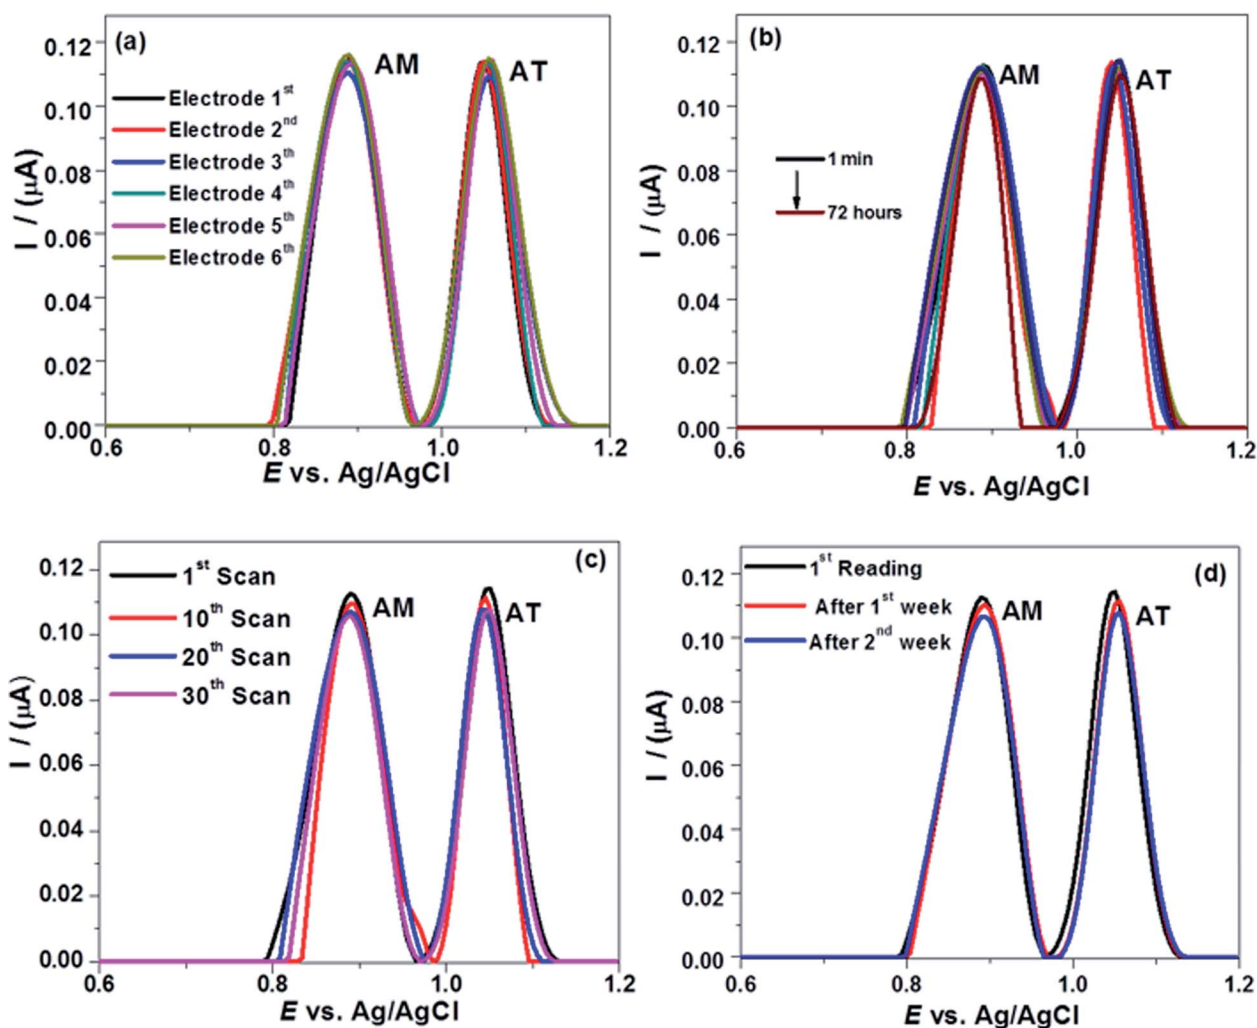 (a)
AM
AT
Electrode 1st
Electrode 2nd
Electrode 3th
Electrode 4th
Electrode 5th
Electrode 6th
0.12
0.10
0.08
0.06
0.04
0.02
0.00
I / (μA)
0.6 0.8 1.0 1.2
E vs. Ag/AgCl
(b)
AM
AT
1 min
72 hours
0.12
0.10
0.08
0.06
0.04
0.02
0.00
I / (μA)
0.6 0.8 1.0 1.2
E vs. Ag/AgCl
(c)
1st Scan
10th Scan
20th Scan
30th Scan
AM
AT
0.12
0.10
0.08
0.06
0.04
0.02
0.00
I / (μA)
0.6 0.8 1.0 1.2
E vs. Ag/AgCl
(d)
1st Reading
After 1st week
After 2nd week
AM
AT
0.12
0.10
0.08
0.06
0.04
0.02
0.00
I / (μA)
0.6 0.8 1.0 1.2
E vs. Ag/AgCl